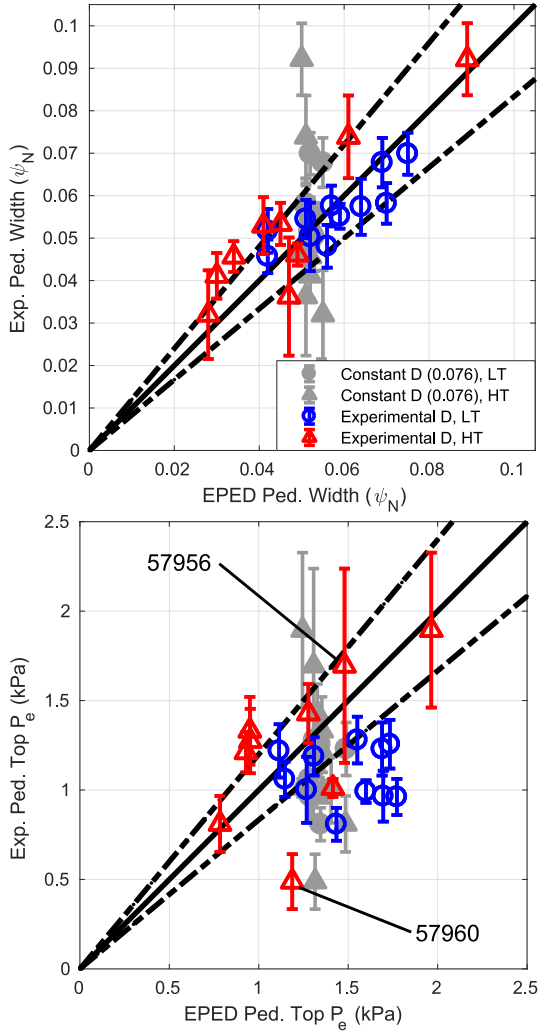 0.1
0.09
0.08
0.07
0.06
0.05
0.04
0.03
0.02
0.01
0
Exp. Ped. Width (ψ_N)
Constant D (0.076), LT
Constant D (0.076), HT
Experimental D, LT
Experimental D, HT
0 0.02 0.04 0.06 0.08 0.1
EPED Ped. Width (ψ_N)
2.5
2
1.5
1
0.5
0
Exp. Ped. Top P_e (kPa)
57956
57960
0 0.5 1 1.5 2 2.5
EPED Ped. Top P_e (kPa)